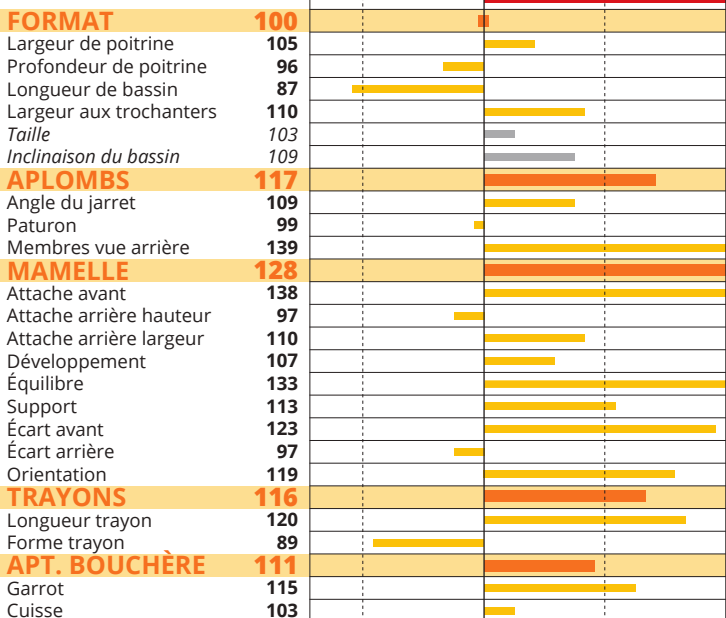 FORMAT 100
Largeur de poitrine 105
Profondeur de poitrine 96
Longueur de bassin 87
Largeur aux trochanters 110
Taille 103
Inclinaison du bassin 109
APLOMBS 117
Angle du jarret 109
Paturon 99
Membres vue arrière 139
MAMELLE 128
Attache avant 138
Attache arrière hauteur 97
Attache arrière largeur 110
Développement 107
Équilibre 133
Support 113
Écart avant 123
Écart arrière 97
Orientation 119
TRAYONS 116
Longueur trayon 120
Forme trayon 89
APT. BOUCHÈRE 111
Garrot 115
Cuisse 103